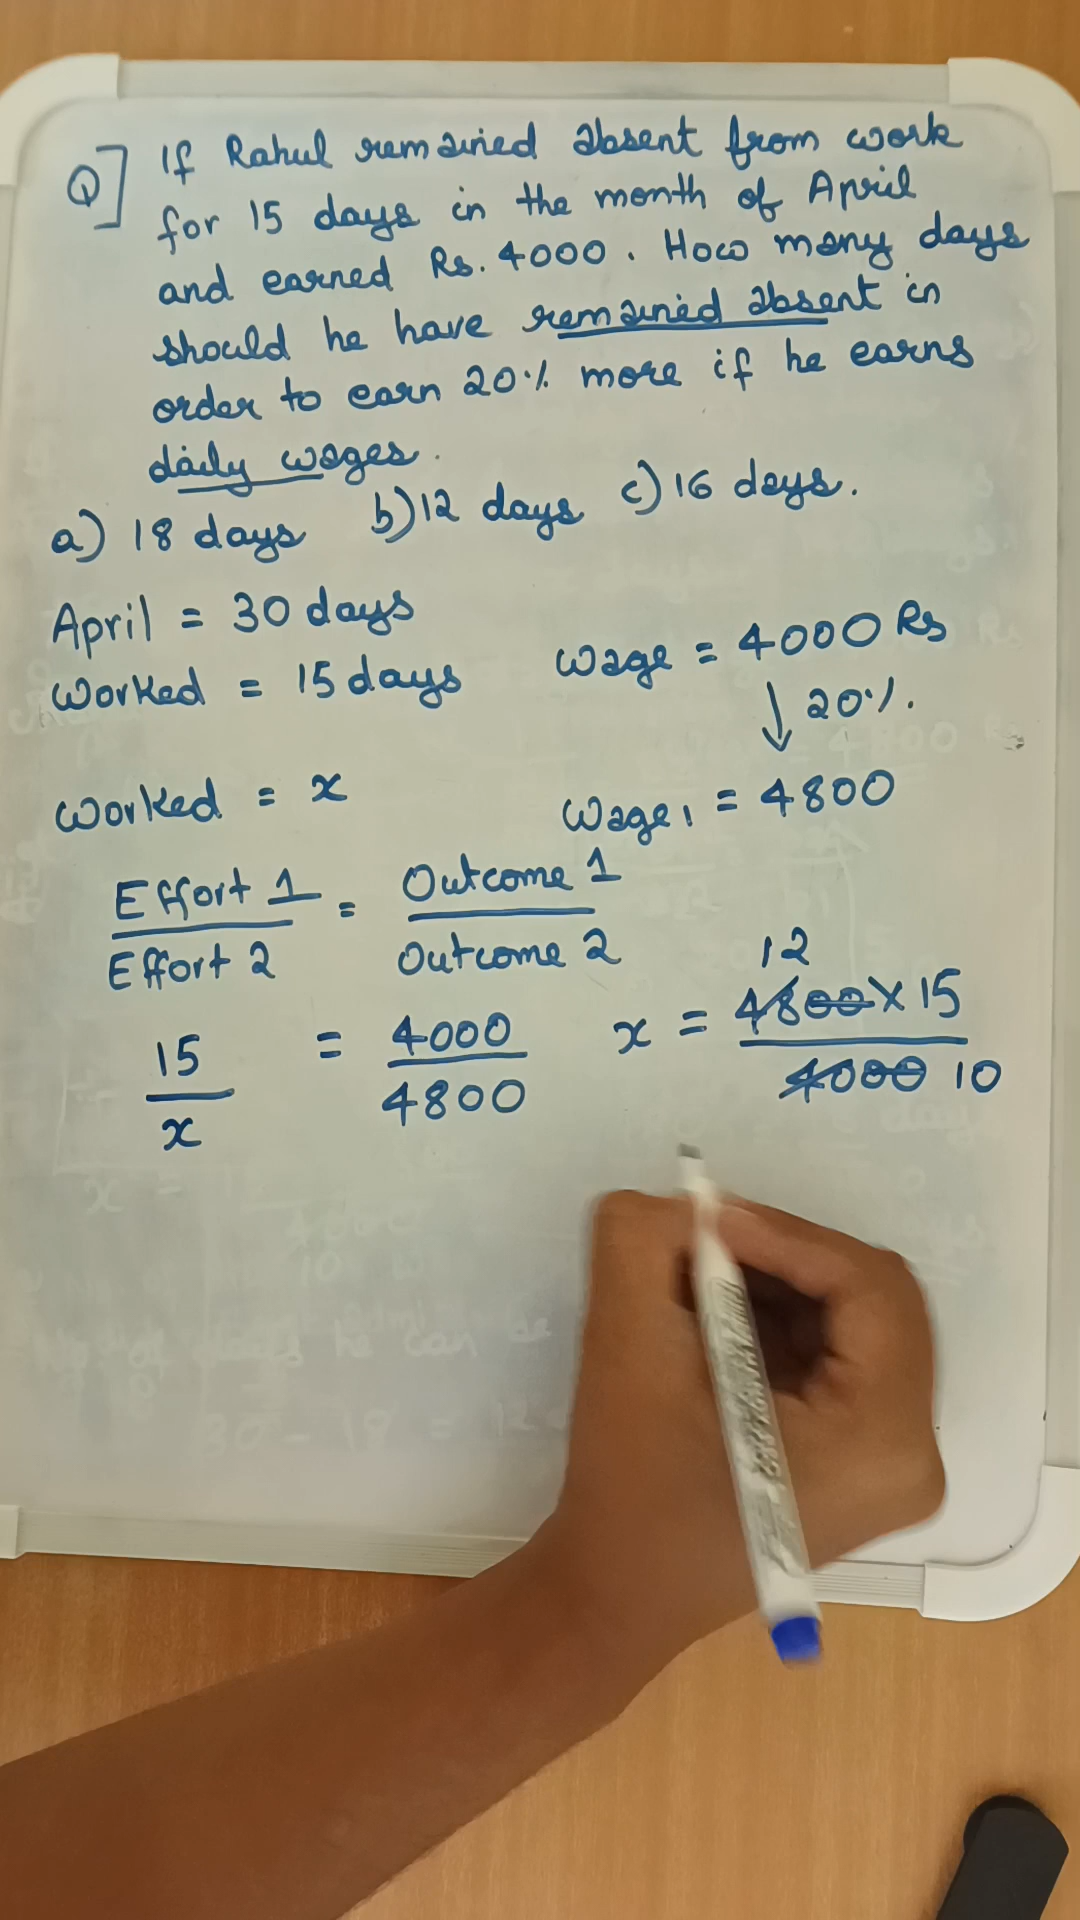 Q] If Rahul remained absent from work
for 15 days in the month of April
and earned Rs. 4000. How many days
should he have remained absent in
order to earn 20% more if he earns
daily wages.
a) 18 days b) 12 days c) 16 days.
April = 30 days
Worked = 15 days
Wage = 4000 Rs
20%.
Worked = x
Wage1 = 4800
Effort 1 = Outcome 1
Effort 2 Outcome 2
15 = 4000
x 4800
12
x = 4800 X 15
4000 10